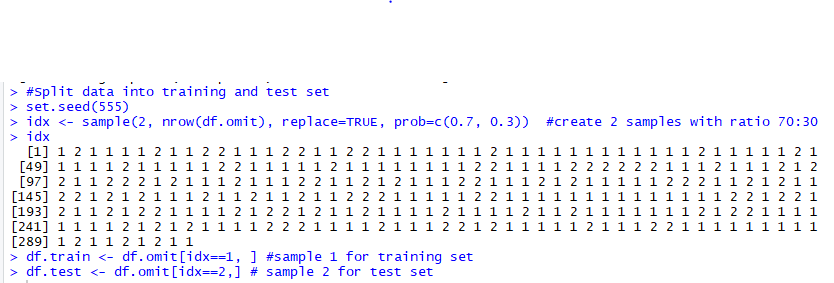 > #Split data into training and test set
> set.seed(555)
> idx <- sample(2, nrow(df.omit), replace=TRUE, prob=c(0.7, 0.3))  #create 2 samples with ratio 70:30
> idx
[1] 1 2 1 1 1 1 2 1 1 2 2 1 1 1 2 2 1 1 2 2 1 1 1 1 1 1 1 2 1 1 1 1 1 1 1 1 1 1 1 1 2 1 1 1 1 1 2 1
[49] 1 1 1 1 2 1 1 1 1 1 2 1 1 1 1 1 1 2 1 1 1 1 1 1 1 1 2 2 1 1 1 1 2 2 2 2 2 2 1 1 1 2 1 1 1 2 1 2
[97] 2 1 1 2 2 2 1 2 1 1 1 2 1 1 1 2 2 1 1 2 1 2 1 1 1 2 2 1 1 1 2 1 2 1 1 1 1 2 1 1 1 2 2 2 1 1 2 1 2 1 1
[145] 2 2 1 2 1 2 2 1 1 1 1 1 1 1 2 1 1 1 2 2 2 1 1 1 1 1 2 1 1 1 1 1 1 1 1 1 1 1 1 1 1 1 2 2 1 2 2 1
[193] 2 1 1 2 1 2 2 1 1 1 1 2 1 2 2 1 2 1 1 1 1 2 1 1 2 1 1 1 1 2 1 1 1 2 1 1 1 1 1 1 2 1 1 2 1 2 2 1 1 1 1
[241] 1 1 1 1 2 1 2 1 2 1 1 1 1 1 2 2 2 1 1 1 1 2 1 1 1 2 2 1 2 1 1 1 1 1 2 1 1 1 2 2 1 1 1 1 1 1 1 1
[289] 1 2 1 1 2 1 2 1 1
> df.train <- df.omit[idx==1, ] #sample 1 for training set
> df.test <- df.omit[idx==2,] # sample 2 for test set